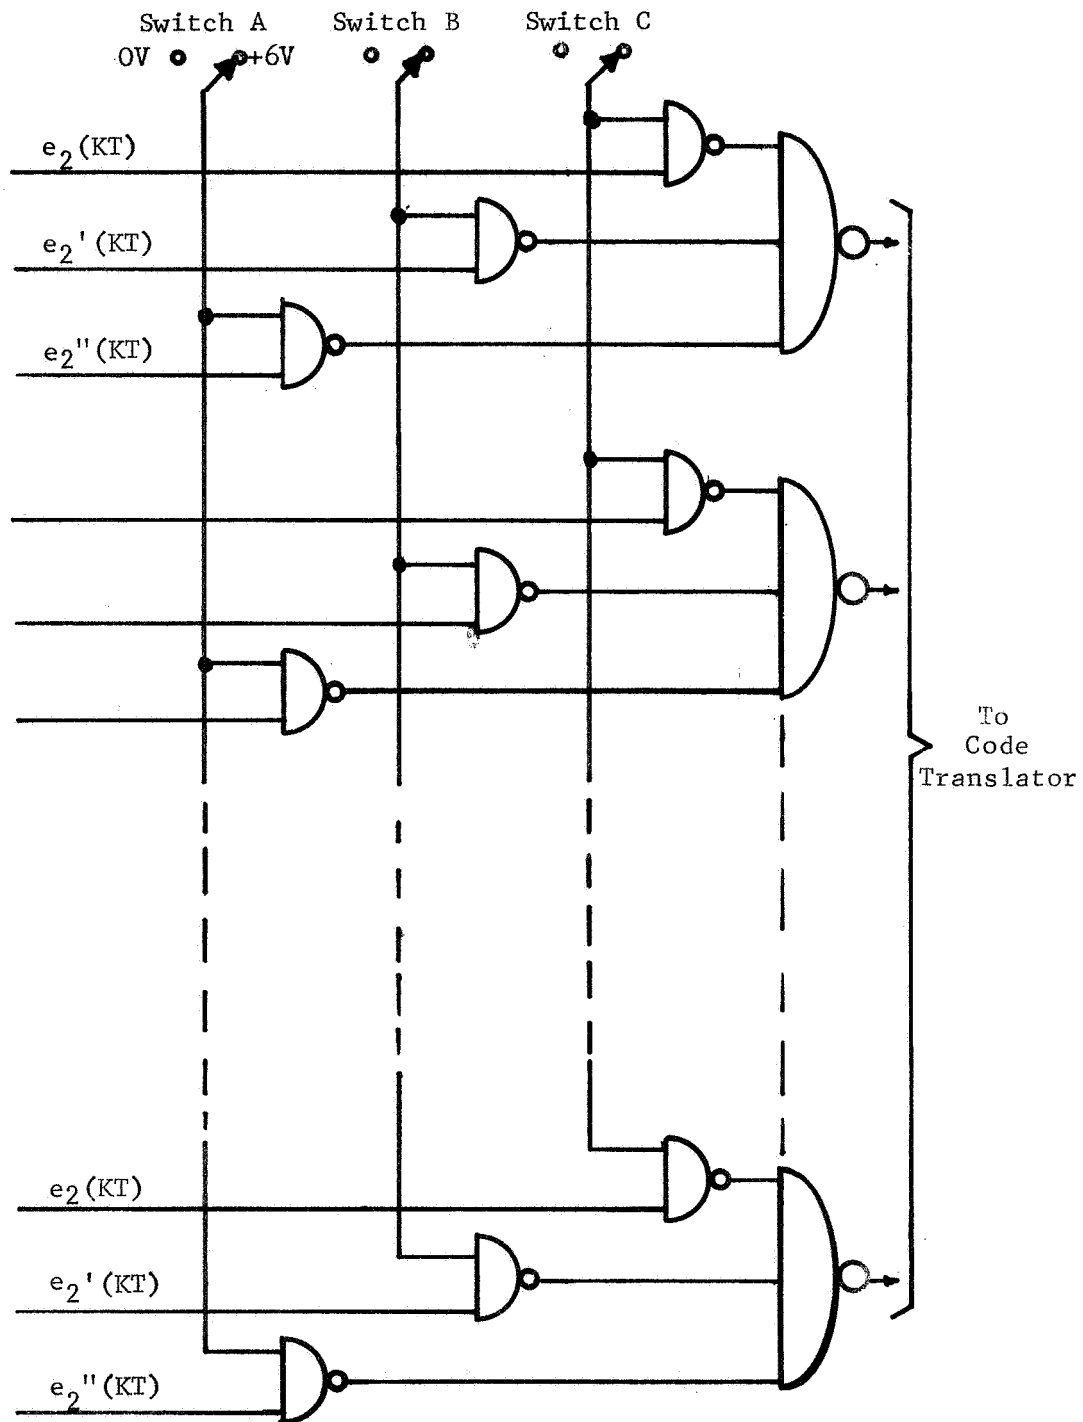 Switch A Switch B Switch C
0V +6V
e₂(KT)
e₂'(KT)
e₂"(KT)
To
Code
Translator
e₂(KT)
e₂'(KT)
e₂"(KT)